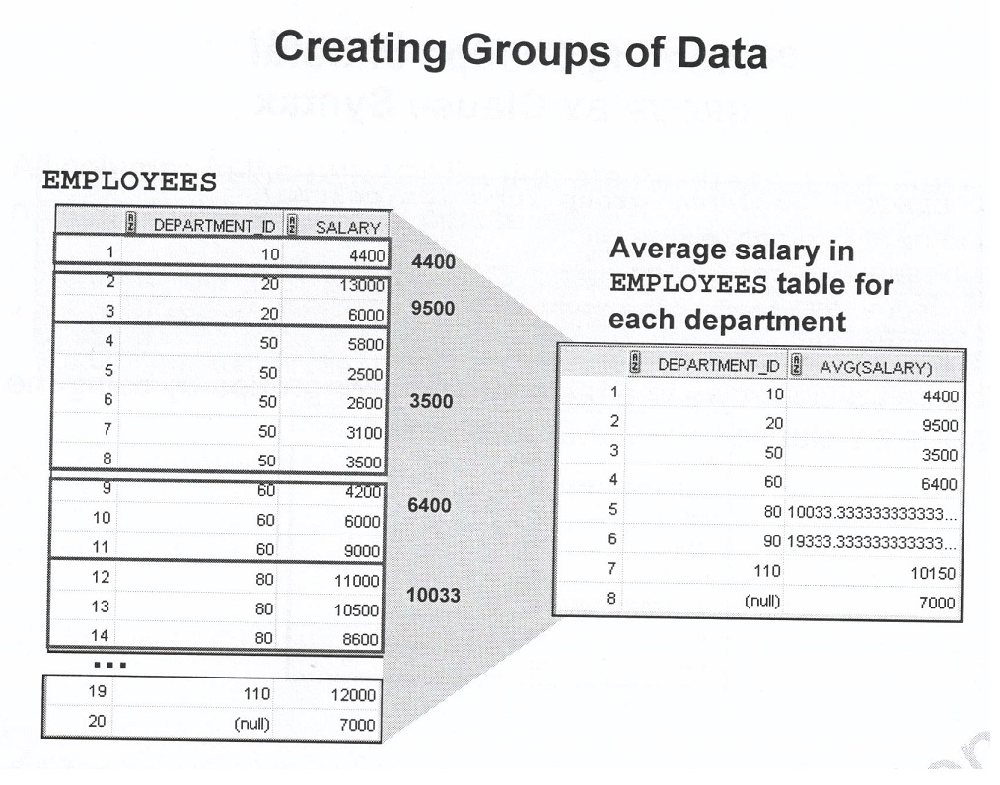 Creating Groups of Data
EMPLOYEES
DEPARTMENT_ID SALARY
1 10 4400
2 20 13000
3 20 6000
4 50 5800
5 50 2500
6 50 2600
7 50 3100
8 50 3500
9 60 4200
10 60 6000
11 60 9000
12 80 11000
13 80 10500
14 80 8600
...
19 110 12000
20 (null) 7000
4400
9500
3500
6400
10033
Average salary in
EMPLOYEES table for
each department
DEPARTMENT_ID AVG(SALARY)
1 10 4400
2 20 9500
3 50 3500
4 60 6400
5 80 10033.333333333333...
6 90 19333.333333333333...
7 110 10150
8 (null) 7000